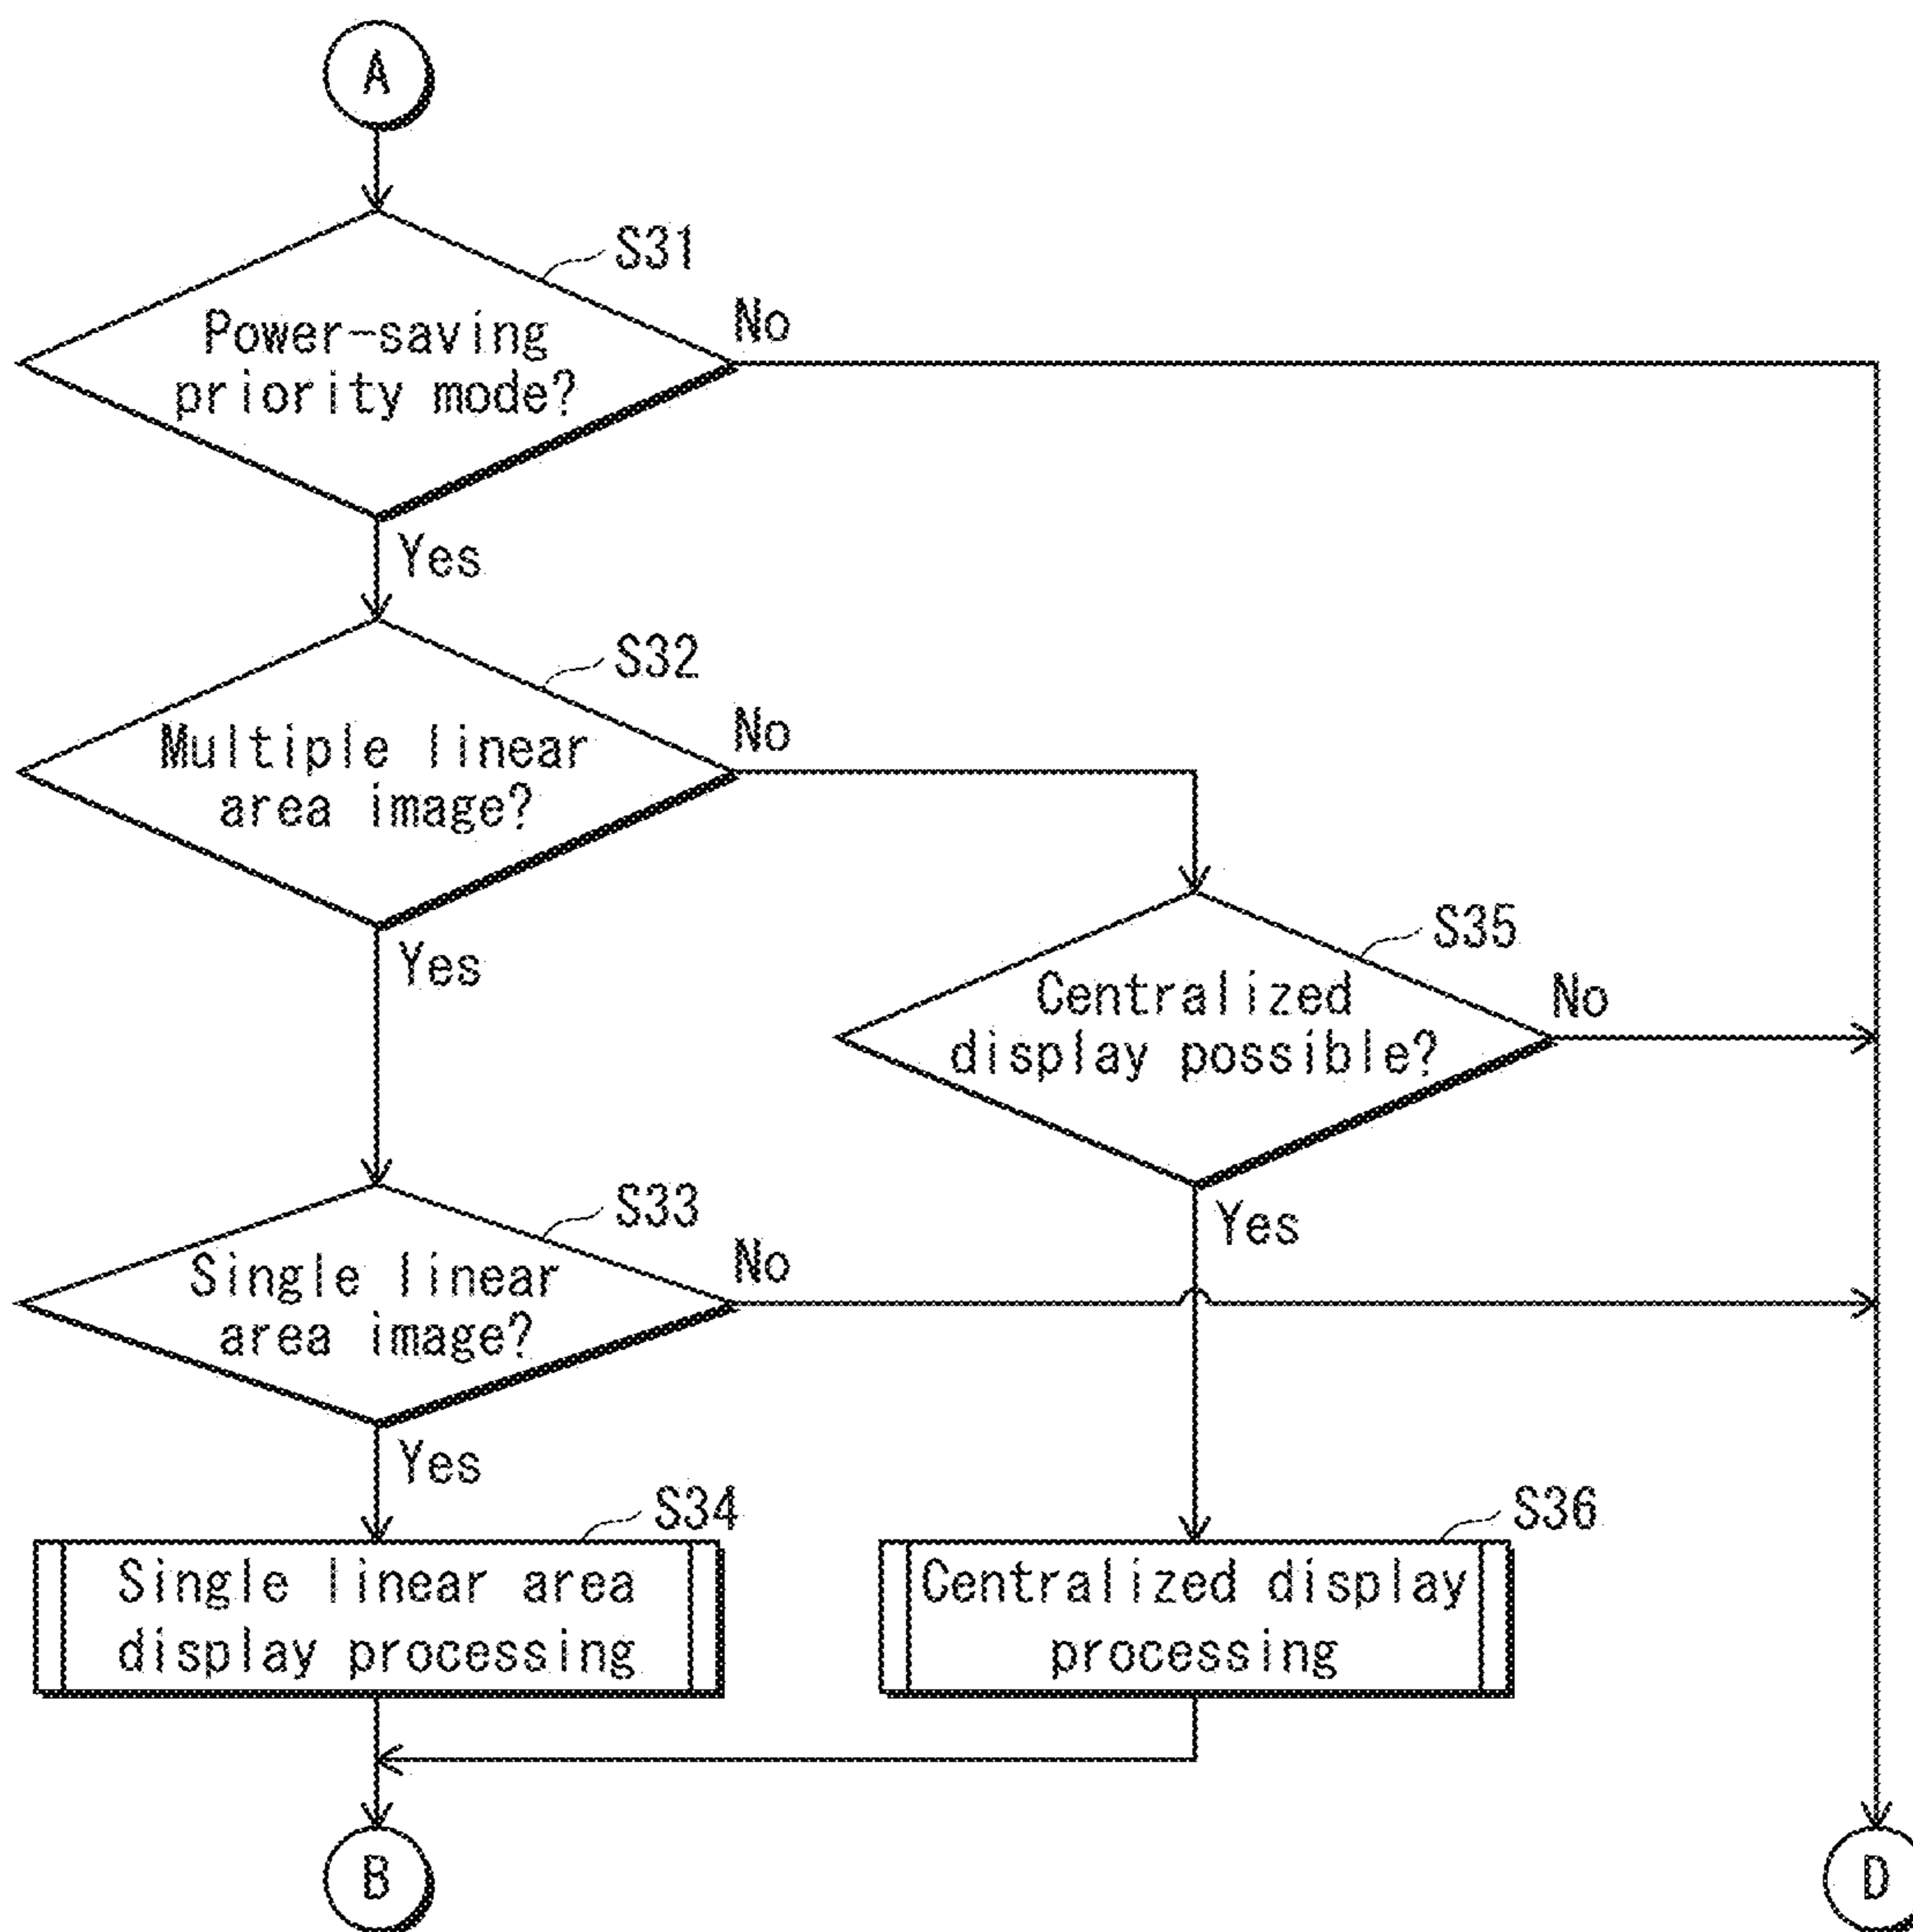 A
S31
Power-saving
priority mode?
No
Yes
S32
Multiple linear
area image?
No
Yes
S35
Centralized
display possible?
No
Yes
S33
Single linear
area image?
No
Yes
S34
Single linear area
display processing
S36
Centralized display
processing
B
D